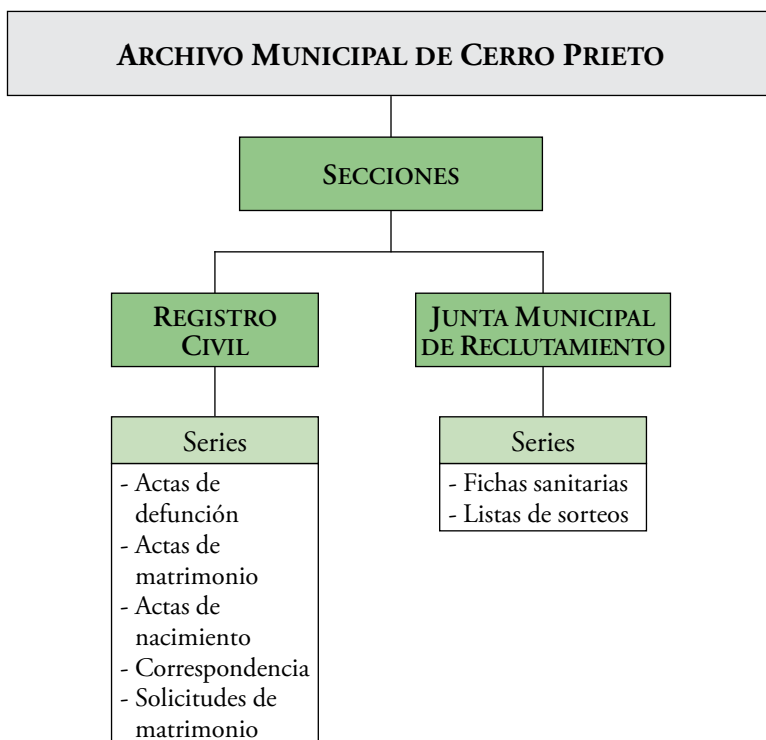 ARCHIVO MUNICIPAL DE CERRO PRIETO
SECCIONES
REGISTRO
CIVIL
Series
- Actas de
defunción
- Actas de
matrimonio
- Actas de
nacimiento
- Correspondencia
- Solicitudes de
matrimonio
JUNTA MUNICIPAL
DE RECLUTAMIENTO
Series
- Fichas sanitarias
- Listas de sorteos